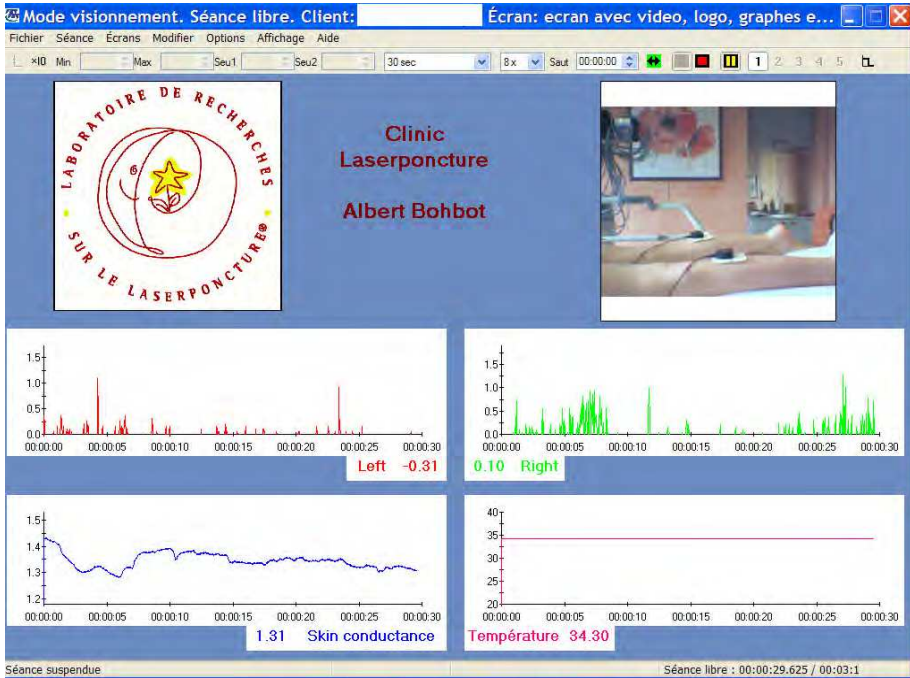 Mode visionnement. Séance libre. Client: Écran: ecran avec video, logo, graphes e...
Fichier Séance Écrans Modifier Options Affichage Aide
×10 Min Max Seu1 Seu2 30 sec 8 x Saut 00:00:00 1 2 3 4 5
LABORATOIRE DE RECHERCHES
SUR LE LASERPONCTURE®
Clinic
Laserponcture
Albert Bohbot
1.5
1.0
0.5
0.0
00:00:00 00:00:05 00:00:10 00:00:15 00:00:20 00:00:25 00:00:30
Left -0.31
1.5
1.0
0.5
0.0
00:00:00 00:00:05 00:00:10 00:00:15 00:00:20 00:00:25 00:00:30
0.10 Right
1.5
1.4
1.3
1.2
00:00:00 00:00:05 00:00:10 00:00:15 00:00:20 00:00:25 00:00:30
1.31 Skin conductance
40
35
30
25
20
00:00:00 00:00:05 00:00:10 00:00:15 00:00:20 00:00:25 00:00:30
Température 34.30
Séance suspendue
Séance libre : 00:00:29.625 / 00:03:1